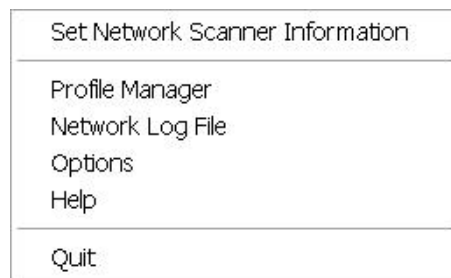 Set Network Scanner Information
Profile Manager
Network Log File
Options
Help
Quit